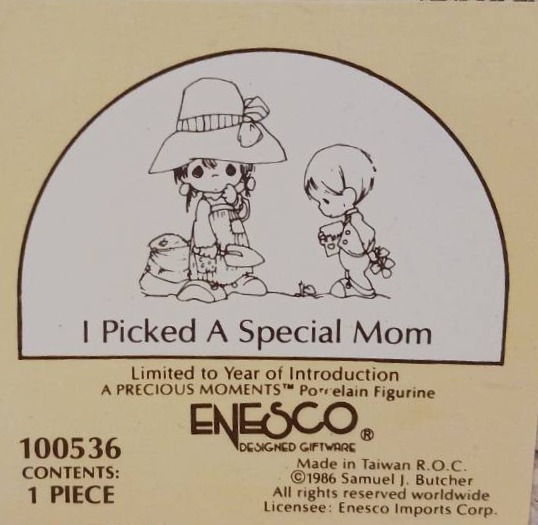 I Picked A Special Mom
Limited to Year of Introduction
A PRECIOUS MOMENTS™ Porcelain Figurine
ENESCO®
DESIGNED GIFTWARE
100536
CONTENTS:
1 PIECE
Made in Taiwan R.O.C.
©1986 Samuel J. Butcher
All rights reserved worldwide
Licensee: Enesco Imports Corp.